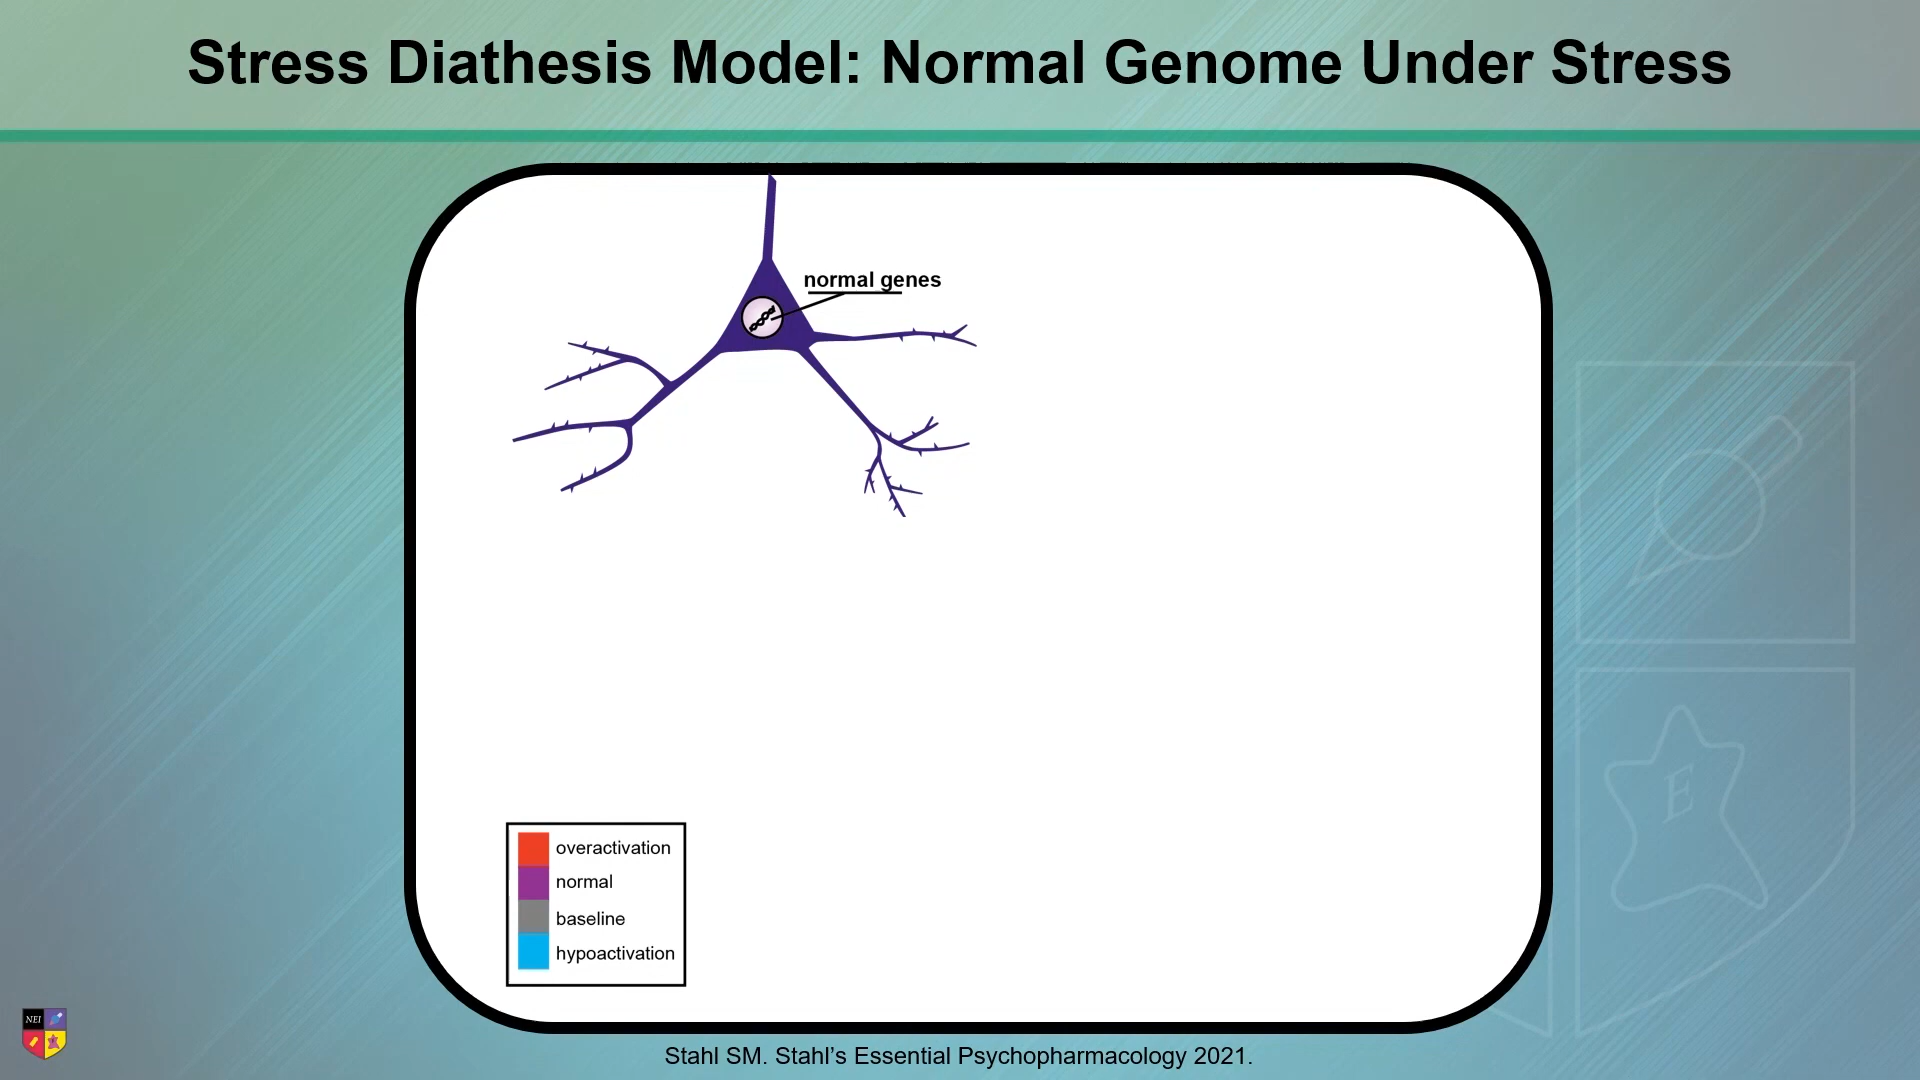 Stress Diathesis Model: Normal Genome Under Stress
normal genes
overactivation
normal
baseline
hypoactivation
E
NEI
Stahl SM. Stahl’s Essential Psychopharmacology 2021.